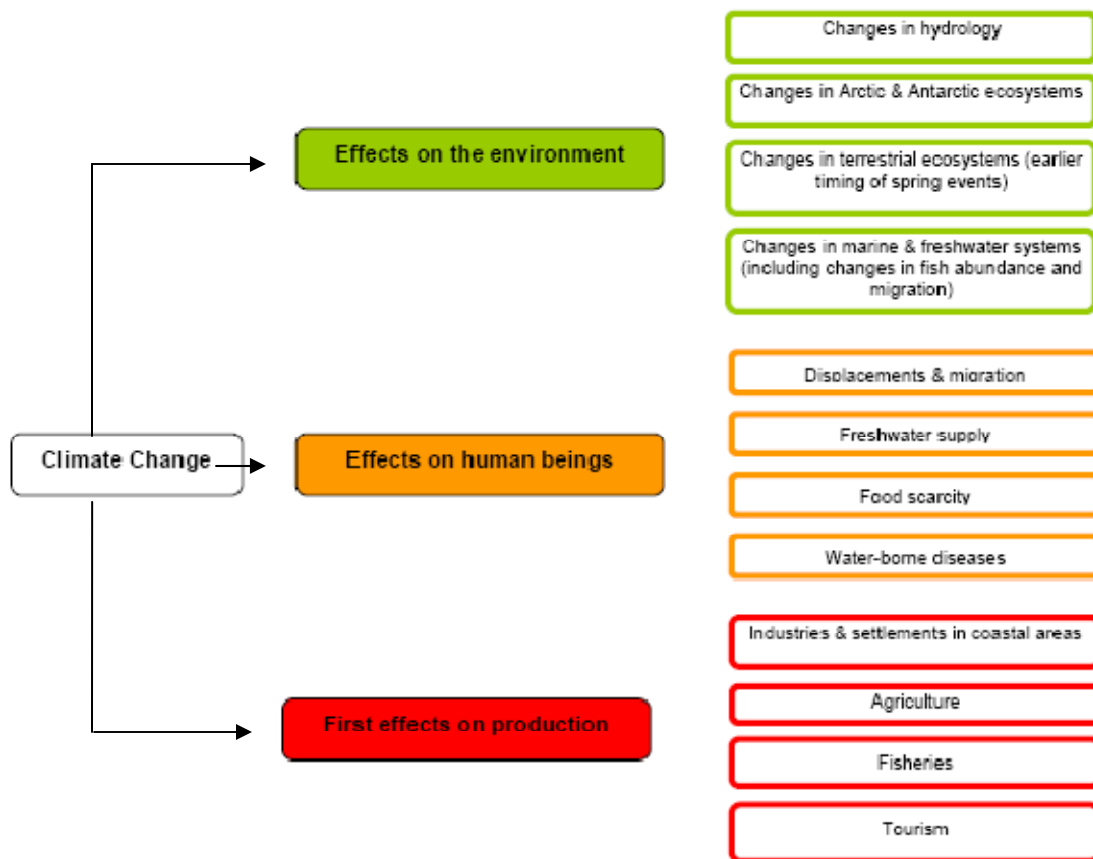 Changes in hydrology
Changes in Arctic & Antarctic ecosystems
Effects on the environment
Changes in terrestrial ecosystems (earlier
timing of spring events)
Changes in marine & freshwater systems
(including changes in fish abundance and
migration)
Displacements & migration
Freshwater supply
Climate Change
Effects on human beings
Food scarcity
Water-borne diseases
Industries & settlements in coastal areas
Agriculture
First effects on production
Fisheries
Tourism